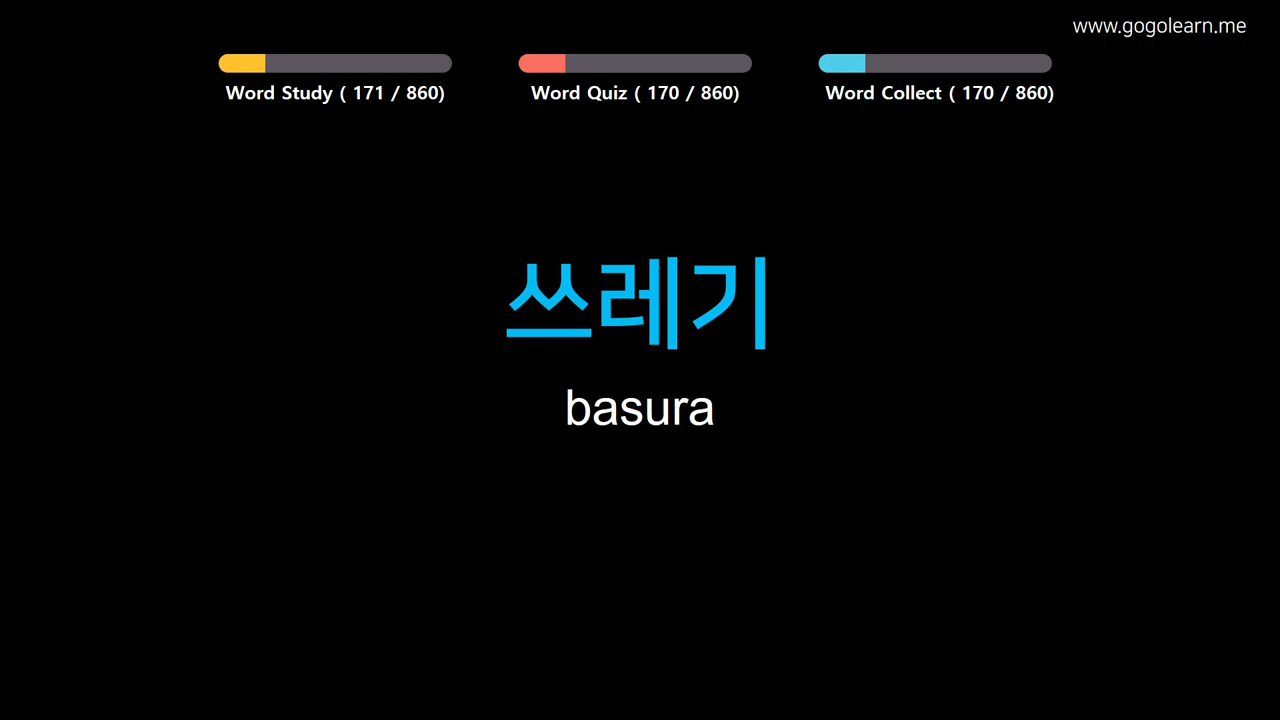 www.gogolearn.me
Word Study ( 171 / 860)
Word Quiz ( 170 / 860)
Word Collect ( 170 / 860)
쓰레기
basura